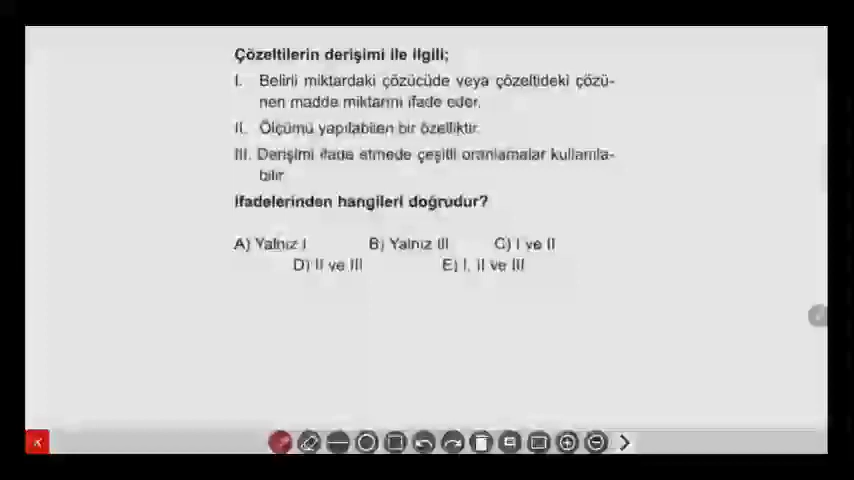 Çözeltilerin derişimi ile ilgili;
I. Belirli miktardaki çözücüde veya çözeltideki çözü-
nen madde miktarını ifade eder.
II. Ölçümü yapılabilen bir özelliktir.
III. Derişimi ifade etmede çeşitli oranlamalar kullanıla-
bilir
ifadelerinden hangileri doğrudur?
A) Yalnız I B) Yalnız III C) I ve II
D) II ve III E) I, II ve III